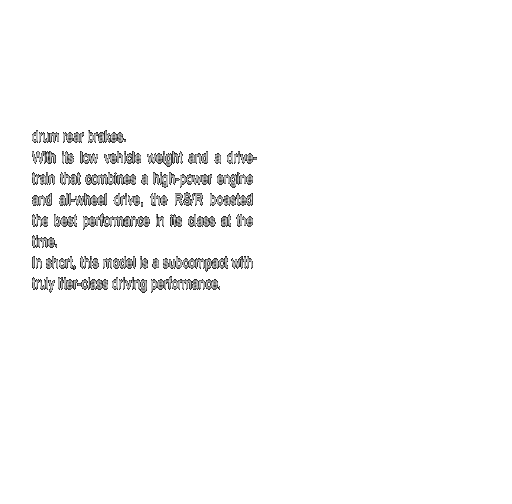 drum rear brakes.
With its low vehicle weight and a drive-
train that combines a high-power engine
and all-wheel drive, the RS/R boasted
the best performance in its class at the
time.
In short, this model is a subcompact with
truly liter-class driving performance.